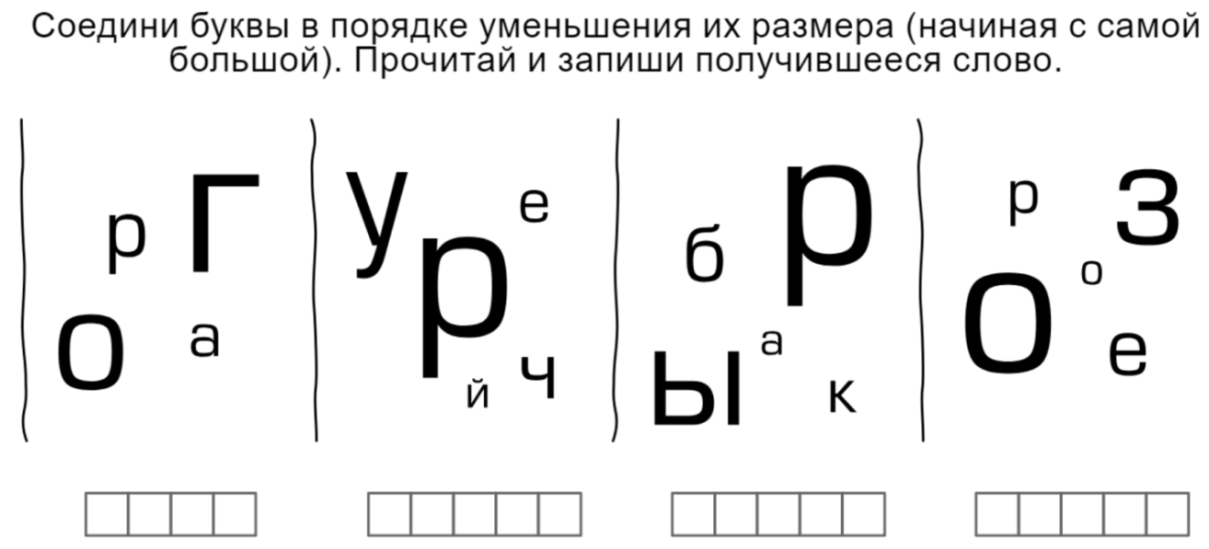 Соедини буквы в порядке уменьшения их размера (начиная с самой
большой). Прочитай и запиши получившееся слово.
р г
о а
у е
р
й ч
б р
ы а к
р з
о о е